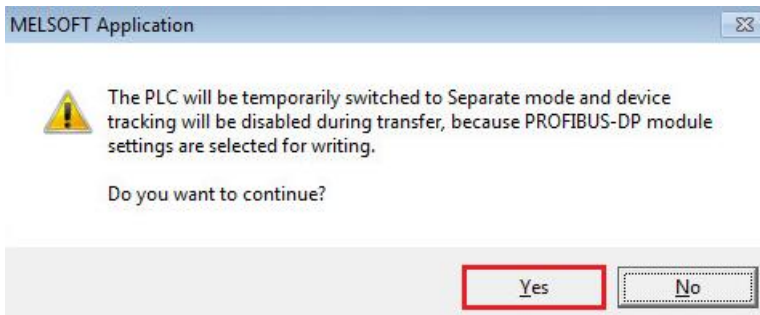 MELSOFT Application
The PLC will be temporarily switched to Separate mode and device
tracking will be disabled during transfer, because PROFIBUS-DP module
settings are selected for writing.
Do you want to continue?
Yes
No